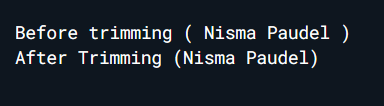 Before trimming ( Nisma Paudel )
After Trimming (Nisma Paudel)